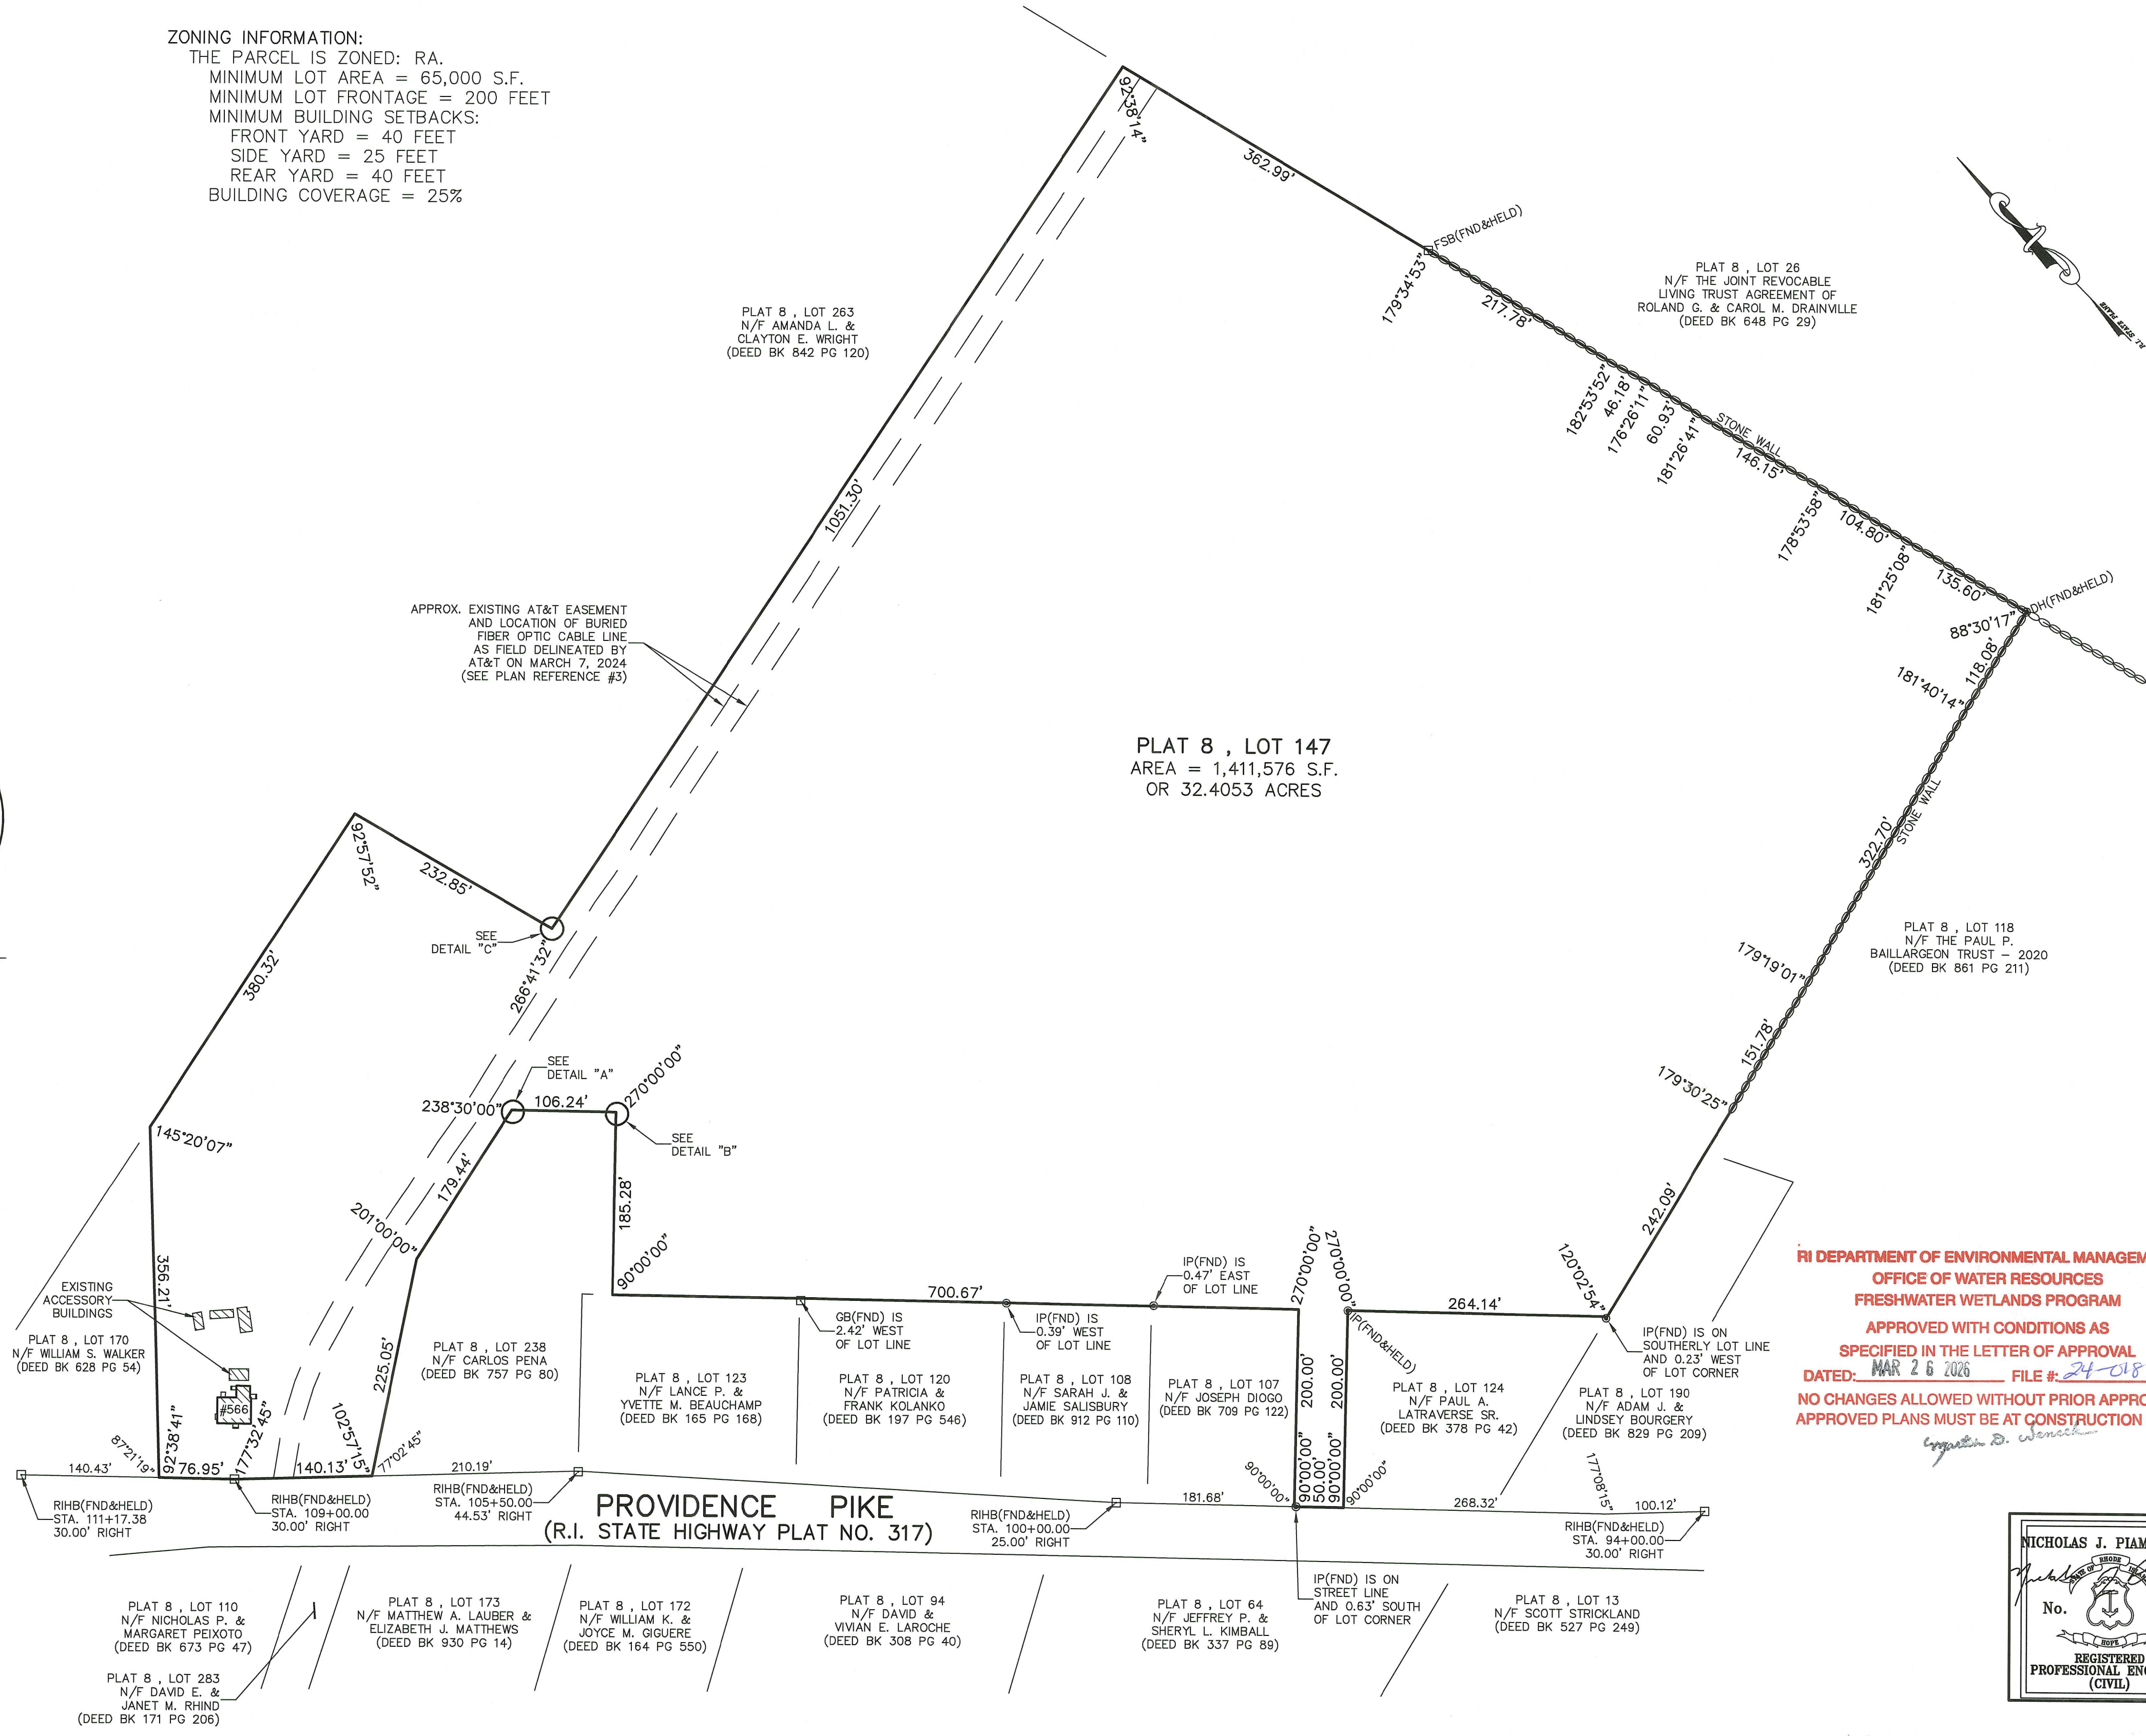 ZONING INFORMATION:
THE PARCEL IS ZONED: RA.
MINIMUM LOT AREA = 65,000 S.F.
MINIMUM LOT FRONTAGE = 200 FEET
MINIMUM BUILDING SETBACKS:
FRONT YARD = 40 FEET
SIDE YARD = 25 FEET
REAR YARD = 40 FEET
BUILDING COVERAGE = 25%
92°38'14"
362.99'
FSB(FND&HELD)
179°34'53"
217.78'
PLAT 8 , LOT 26
N/F THE JOINT REVOCABLE
LIVING TRUST AGREEMENT OF
ROLAND G. & CAROL M. DRAINVILLE
(DEED BK 648 PG 29)
R.I. STATE PLANE
PLAT 8 , LOT 263
N/F AMANDA L. &
CLAYTON E. WRIGHT
(DEED BK 842 PG 120)
182°53'52"
46.18'
176°26'11"
60.93'
181°26'41"
STONE WALL
146.15'
178°53'58"
104.80'
181°25'08"
135.60'
DH(FND&HELD)
88°30'17"
118.08'
181°40'14"
1051.30'
APPROX. EXISTING AT&T EASEMENT
AND LOCATION OF BURIED
FIBER OPTIC CABLE LINE
AS FIELD DELINEATED BY
AT&T ON MARCH 7, 2024
(SEE PLAN REFERENCE #3)
PLAT 8 , LOT 147
AREA = 1,411,576 S.F.
OR 32.4053 ACRES
322.70'
STONE WALL
92°57'52"
232.85'
SEE
DETAIL "C"
266°41'32"
380.32'
PLAT 8 , LOT 118
N/F THE PAUL P.
BAILLARGEON TRUST - 2020
(DEED BK 861 PG 211)
179°19'01"
151.78'
179°30'25"
SEE
DETAIL "A"
238°30'00"
106.24'
270°00'00"
SEE
DETAIL "B"
145°20'07"
179.44'
201°00'00"
185.28'
90°00'00"
242.09'
356.21'
EXISTING
ACCESSORY
BUILDINGS
PLAT 8 , LOT 170
N/F WILLIAM S. WALKER
(DEED BK 628 PG 54)
#566
225.05'
PLAT 8 , LOT 238
N/F CARLOS PENA
(DEED BK 757 PG 80)
700.67'
GB(FND) IS
2.42' WEST
OF LOT LINE
IP(FND) IS
0.39' WEST
OF LOT LINE
IP(FND) IS
0.47' EAST
OF LOT LINE
270°00'00"
270°00'00"
IP(FND&HELD)
264.14'
120°02'54"
IP(FND) IS ON
SOUTHERLY LOT LINE
AND 0.23' WEST
OF LOT CORNER
PLAT 8 , LOT 123
N/F LANCE P. &
YVETTE M. BEAUCHAMP
(DEED BK 165 PG 168)
PLAT 8 , LOT 120
N/F PATRICIA &
FRANK KOLANKO
(DEED BK 197 PG 546)
PLAT 8 , LOT 108
N/F SARAH J. &
JAMIE SALISBURY
(DEED BK 912 PG 110)
PLAT 8 , LOT 107
N/F JOSEPH DIOGO
(DEED BK 709 PG 122)
200.00'
200.00'
PLAT 8 , LOT 124
N/F PAUL A.
LATRAVERSE SR.
(DEED BK 378 PG 42)
PLAT 8 , LOT 190
N/F ADAM J. &
LINDSEY BOURGERY
(DEED BK 829 PG 209)
RI DEPARTMENT OF ENVIRONMENTAL MANAGEM
OFFICE OF WATER RESOURCES
FRESHWATER WETLANDS PROGRAM
APPROVED WITH CONDITIONS AS
SPECIFIED IN THE LETTER OF APPROVAL
DATED: MAR 26 2026 FILE #: 24-018
NO CHANGES ALLOWED WITHOUT PRIOR APPRO
APPROVED PLANS MUST BE AT CONSTRUCTION
140.43'
87°21'19"
92°38'41"
76.95'
177°32'45"
140.13'
102°57'15"
77°02'45"
210.19'
181.68'
90°00'00"
90°00'00"
50.00'
90°00'00"
90°00'00"
268.32'
177°08'15"
100.12'
RIHB(FND&HELD)
STA. 111+17.38
30.00' RIGHT
RIHB(FND&HELD)
STA. 109+00.00
30.00' RIGHT
RIHB(FND&HELD)
STA. 105+50.00
44.53' RIGHT
PROVIDENCE PIKE
(R.I. STATE HIGHWAY PLAT NO. 317)
RIHB(FND&HELD)
STA. 100+00.00
25.00' RIGHT
RIHB(FND&HELD)
STA. 94+00.00
30.00' RIGHT
IP(FND) IS ON
STREET LINE
AND 0.63' SOUTH
OF LOT CORNER
PLAT 8 , LOT 110
N/F NICHOLAS P. &
MARGARET PEIXOTO
(DEED BK 673 PG 47)
PLAT 8 , LOT 283
N/F DAVID E. &
JANET M. RHIND
(DEED BK 171 PG 206)
PLAT 8 , LOT 173
N/F MATTHEW A. LAUBER &
ELIZABETH J. MATTHEWS
(DEED BK 930 PG 14)
PLAT 8 , LOT 172
N/F WILLIAM K. &
JOYCE M. GIGUERE
(DEED BK 164 PG 550)
PLAT 8 , LOT 94
N/F DAVID &
VIVIAN E. LAROCHE
(DEED BK 308 PG 40)
PLAT 8 , LOT 64
N/F JEFFREY P. &
SHERYL L. KIMBALL
(DEED BK 337 PG 89)
PLAT 8 , LOT 13
N/F SCOTT STRICKLAND
(DEED BK 527 PG 249)
NICHOLAS J. PIAM
STATE OF RHODE
No.
HOPE
REGISTERED
PROFESSIONAL EN
(CIVIL)